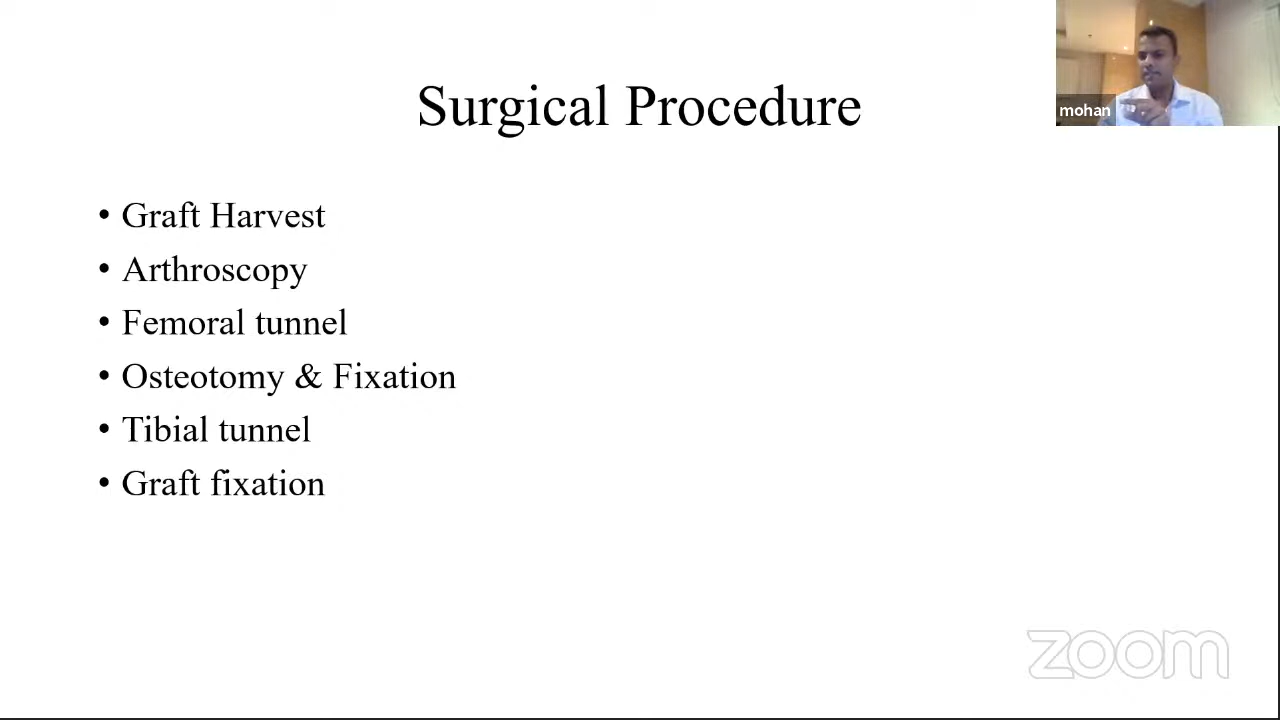 Surgical Procedure
mohan
• Graft Harvest
• Arthroscopy
• Femoral tunnel
• Osteotomy & Fixation
• Tibial tunnel
• Graft fixation
zoom